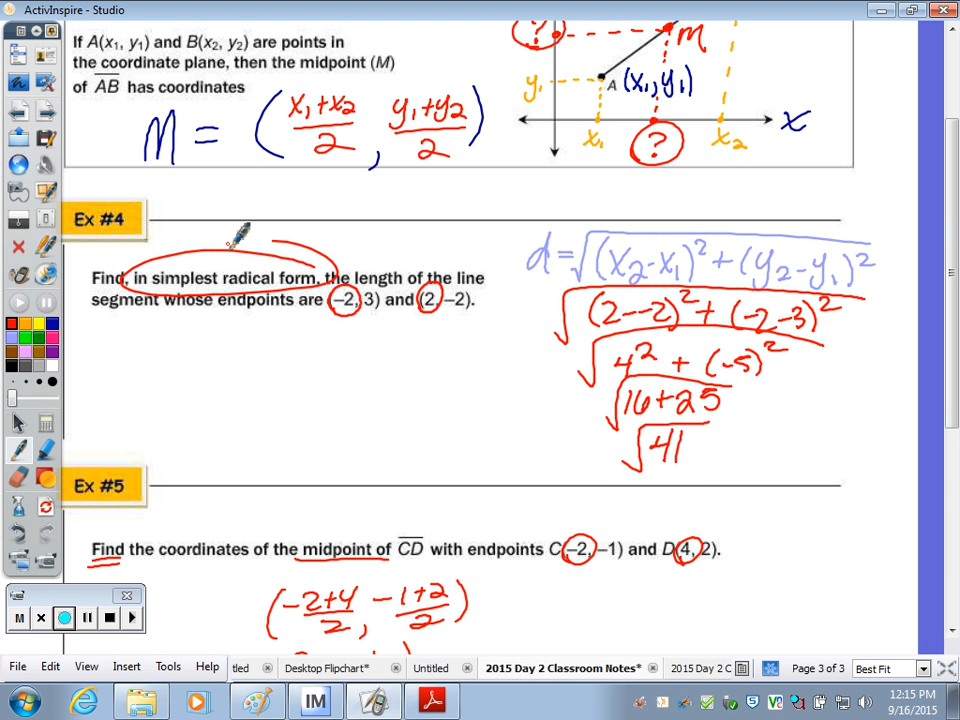 ActivInspire - Studio
If A(x₁, y₁) and B(x₂, y₂) are points in
the coordinate plane, then the midpoint (M)
of AB has coordinates
M = (x₁+x₂/2, y₁+y₂/2)
?
M
y₁
A (x₁, y₁)
x
x₁
?
x₂
Ex #4
Find, in simplest radical form, the length of the line
segment whose endpoints are (−2, 3) and (2, −2).
d = √(x₂-x₁)² + (y₂-y₁)²
√(2--2)² + (-2-3)²
√4² + (-5)²
√16+25
√41
Ex #5
Find the coordinates of the midpoint of CD with endpoints C(−2, −1) and D(4, 2).
(-2+4/2, -1+2/2)
M
File Edit View Insert Tools Help
tled
Desktop Flipchart*
Untitled
2015 Day 2 Classroom Notes*
2015 Day 2 C
Page 3 of 3
Best Fit
IM
12:15 PM
9/16/2015